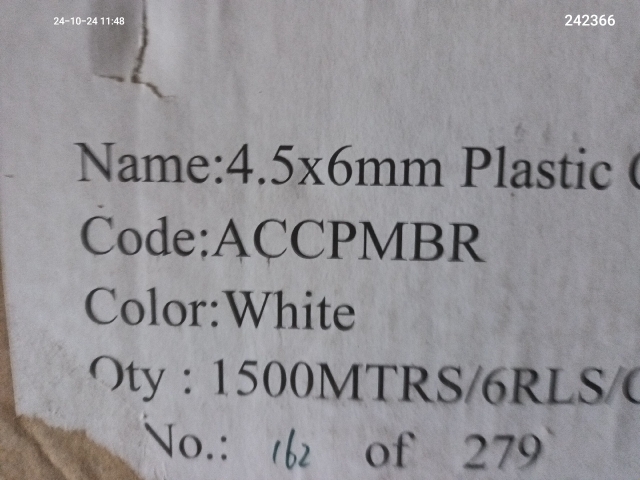 24-10-24 11:48
242366
Name:4.5x6mm Plastic
Code:ACCPMBR
Color:White
Qty : 1500MTRS/6RLS/
No.: 162 of 279